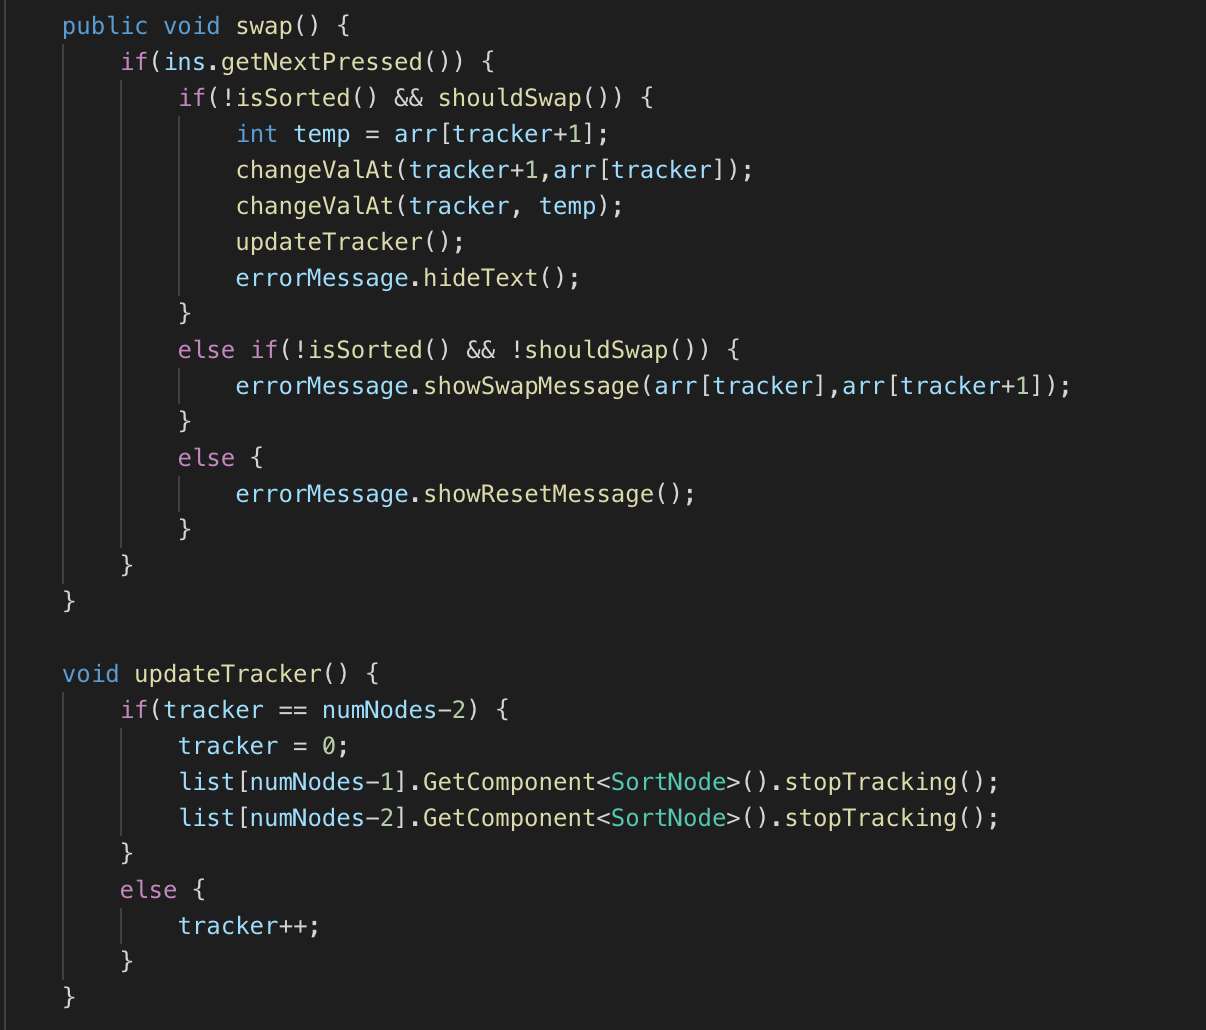 public void swap() {
    if(ins.getNextPressed()) {
        if(!isSorted() && shouldSwap()) {
            int temp = arr[tracker+1];
            changeValAt(tracker+1,arr[tracker]);
            changeValAt(tracker, temp);
            updateTracker();
            errorMessage.hideText();
        }
        else if(!isSorted() && !shouldSwap()) {
            errorMessage.showSwapMessage(arr[tracker],arr[tracker+1]);
        }
        else {
            errorMessage.showResetMessage();
        }
    }
}

void updateTracker() {
    if(tracker == numNodes-2) {
        tracker = 0;
        list[numNodes-1].GetComponent<SortNode>().stopTracking();
        list[numNodes-2].GetComponent<SortNode>().stopTracking();
    }
    else {
        tracker++;
    }
}